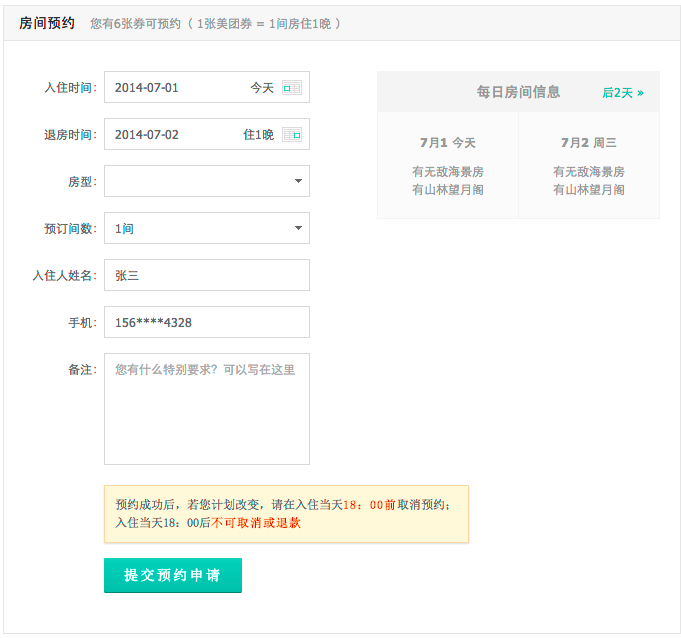 房间预约 您有6张券可预约（ 1张美团券 = 1间房住1晚 ）
入住时间： 2014-07-01 今天
退房时间： 2014-07-02 住1晚
房型：
预订间数： 1间
入住人姓名： 张三
手机： 156****4328
备注： 您有什么特别要求？可以写在这里
每日房间信息 后2天 »
7月1 今天
有无敌海景房
有山林望月阁
7月2 周三
有无敌海景房
有山林望月阁
预约成功后，若您计划改变，请在入住当天18：00前取消预约；
入住当天18：00后不可取消或退款
提交预约申请